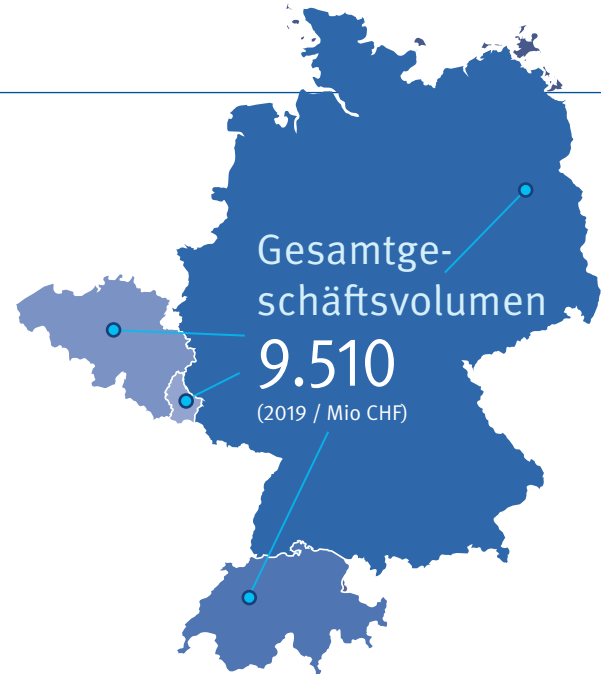 Gesamtge-
schäftsvolumen
9.510
(2019 / Mio CHF)